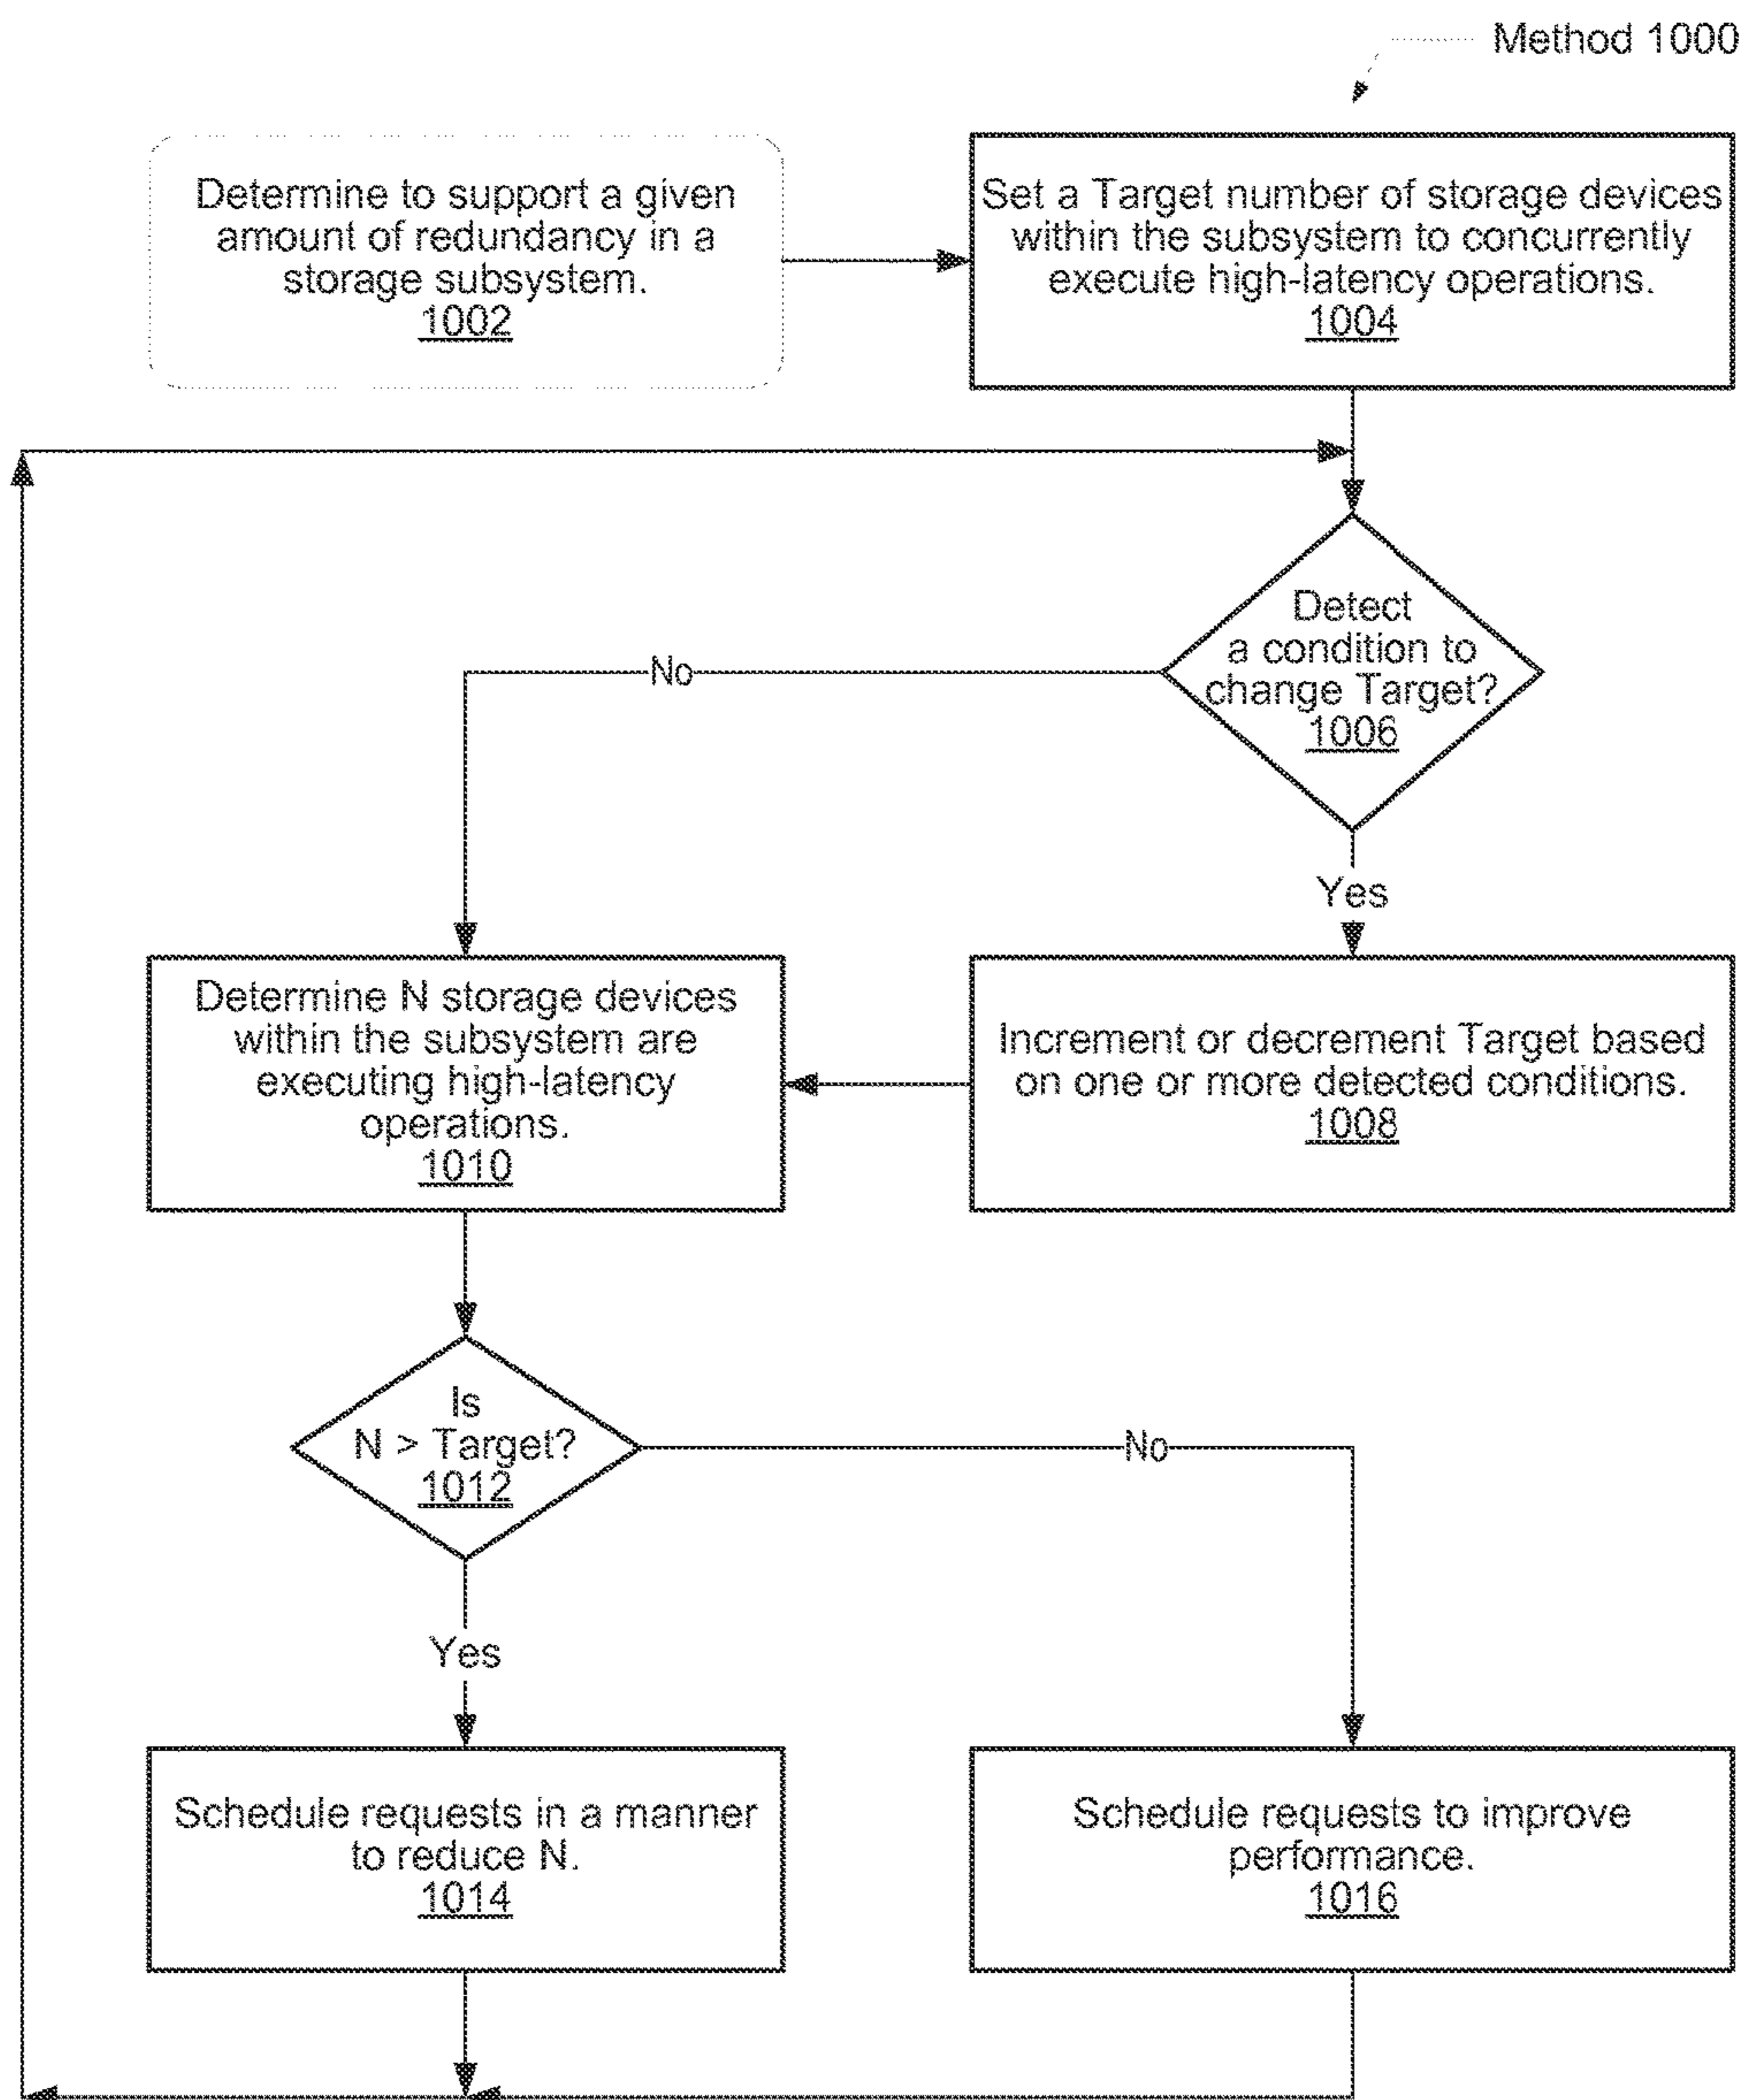 Method 1000
Determine to support a given
amount of redundancy in a
storage subsystem.
1002
Set a Target number of storage devices
within the subsystem to concurrently
execute high-latency operations.
1004
Detect
a condition to
change Target?
1006
No
Yes
Determine N storage devices
within the subsystem are
executing high-latency
operations.
1010
Increment or decrement Target based
on one or more detected conditions.
1008
Is
N > Target?
1012
No
Yes
Schedule requests in a manner
to reduce N.
1014
Schedule requests to improve
performance.
1016